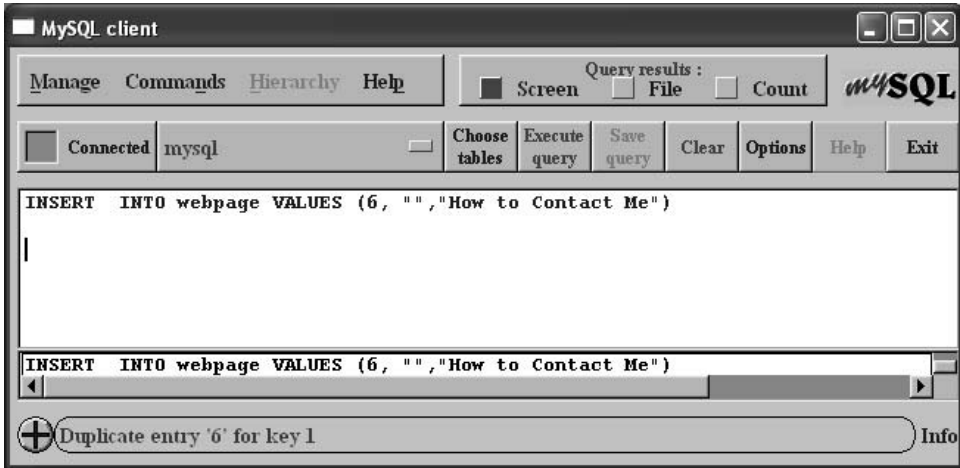 MySQL client
Manage Commands Hierarchy Help
Query results :
Screen File Count
mySQL
Connected mysql Choose tables Execute query Save query Clear Options Help Exit
INSERT  INTO webpage VALUES (6, "","How to Contact Me")
INSERT  INTO webpage VALUES (6, "","How to Contact Me")
Duplicate entry '6' for key 1 Info